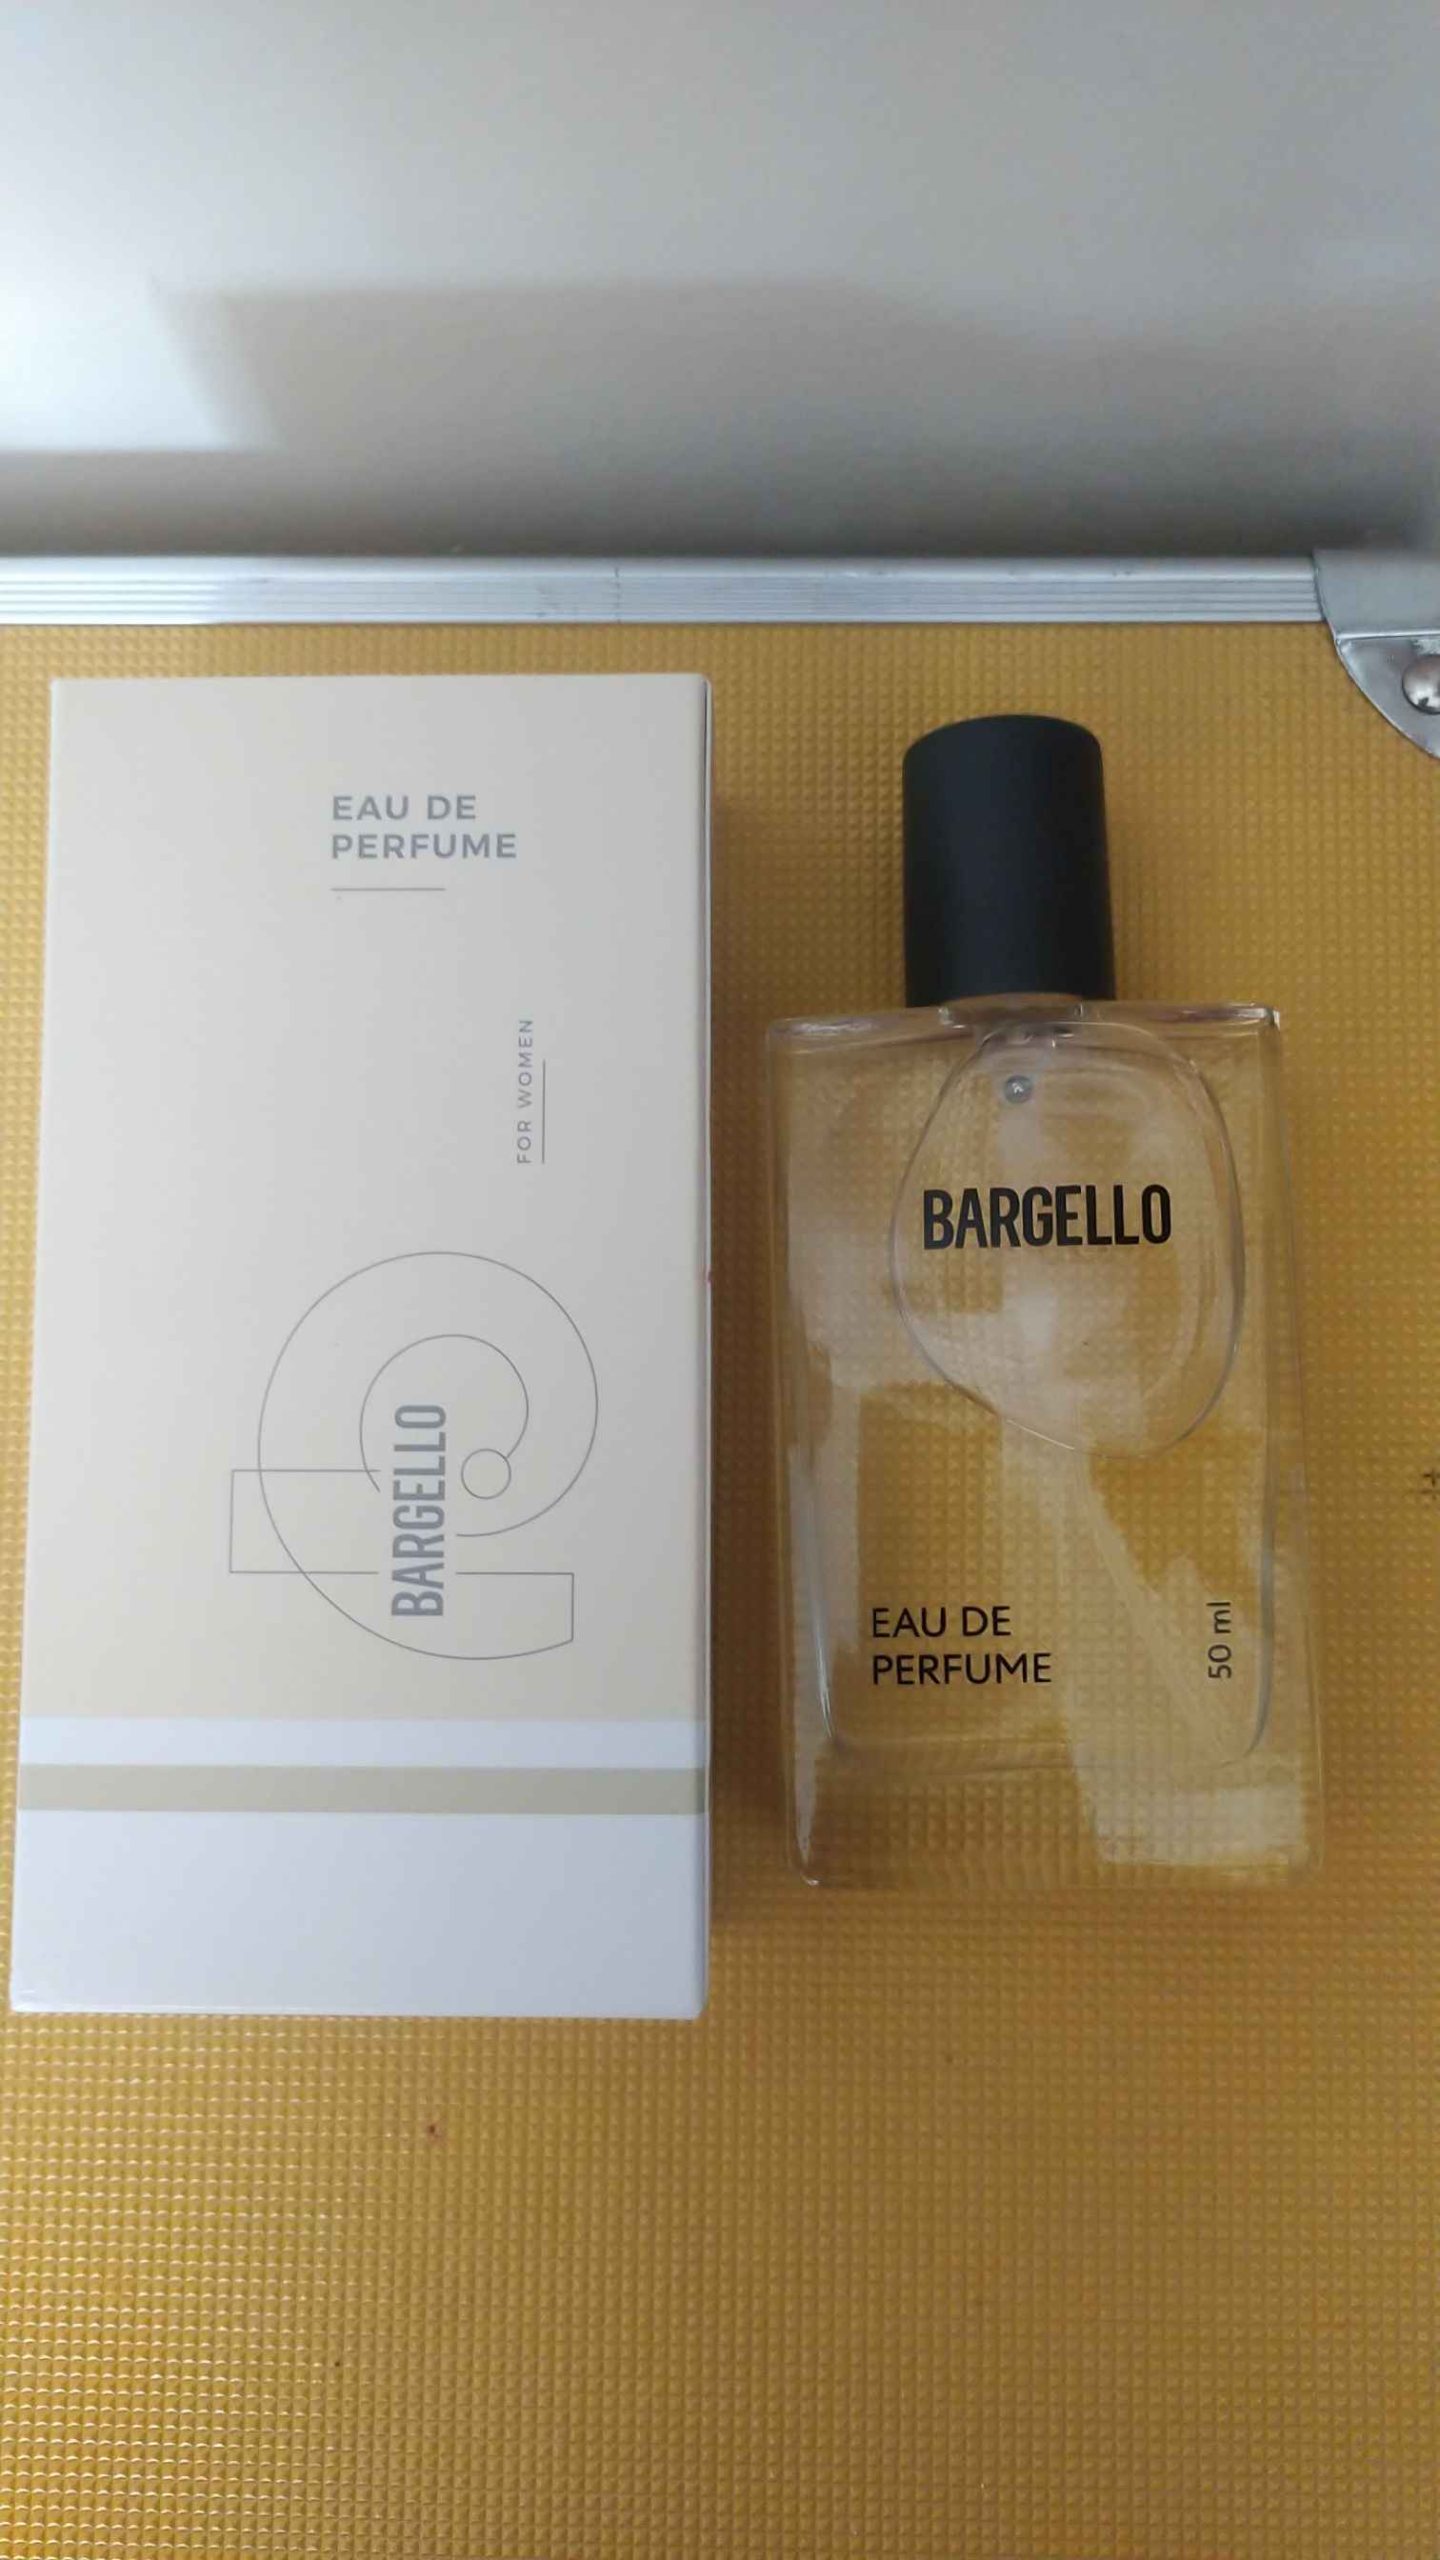 EAU DE
PERFUME
FOR WOMEN
BARGELLO
BARGELLO
EAU DE
PERFUME
50 ml